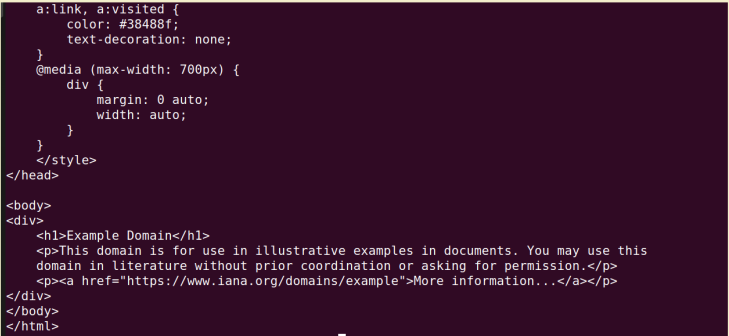 a:link, a:visited {
color: #38488f;
text-decoration: none;
}
@media (max-width: 700px) {
div {
margin: 0 auto;
width: auto;
}
}
</style>
</head>
<body>
<div>
<h1>Example Domain</h1>
<p>This domain is for use in illustrative examples in documents. You may use this
domain in literature without prior coordination or asking for permission.</p>
<p><a href="https://www.iana.org/domains/example">More information...</a></p>
</div>
</body>
</html>